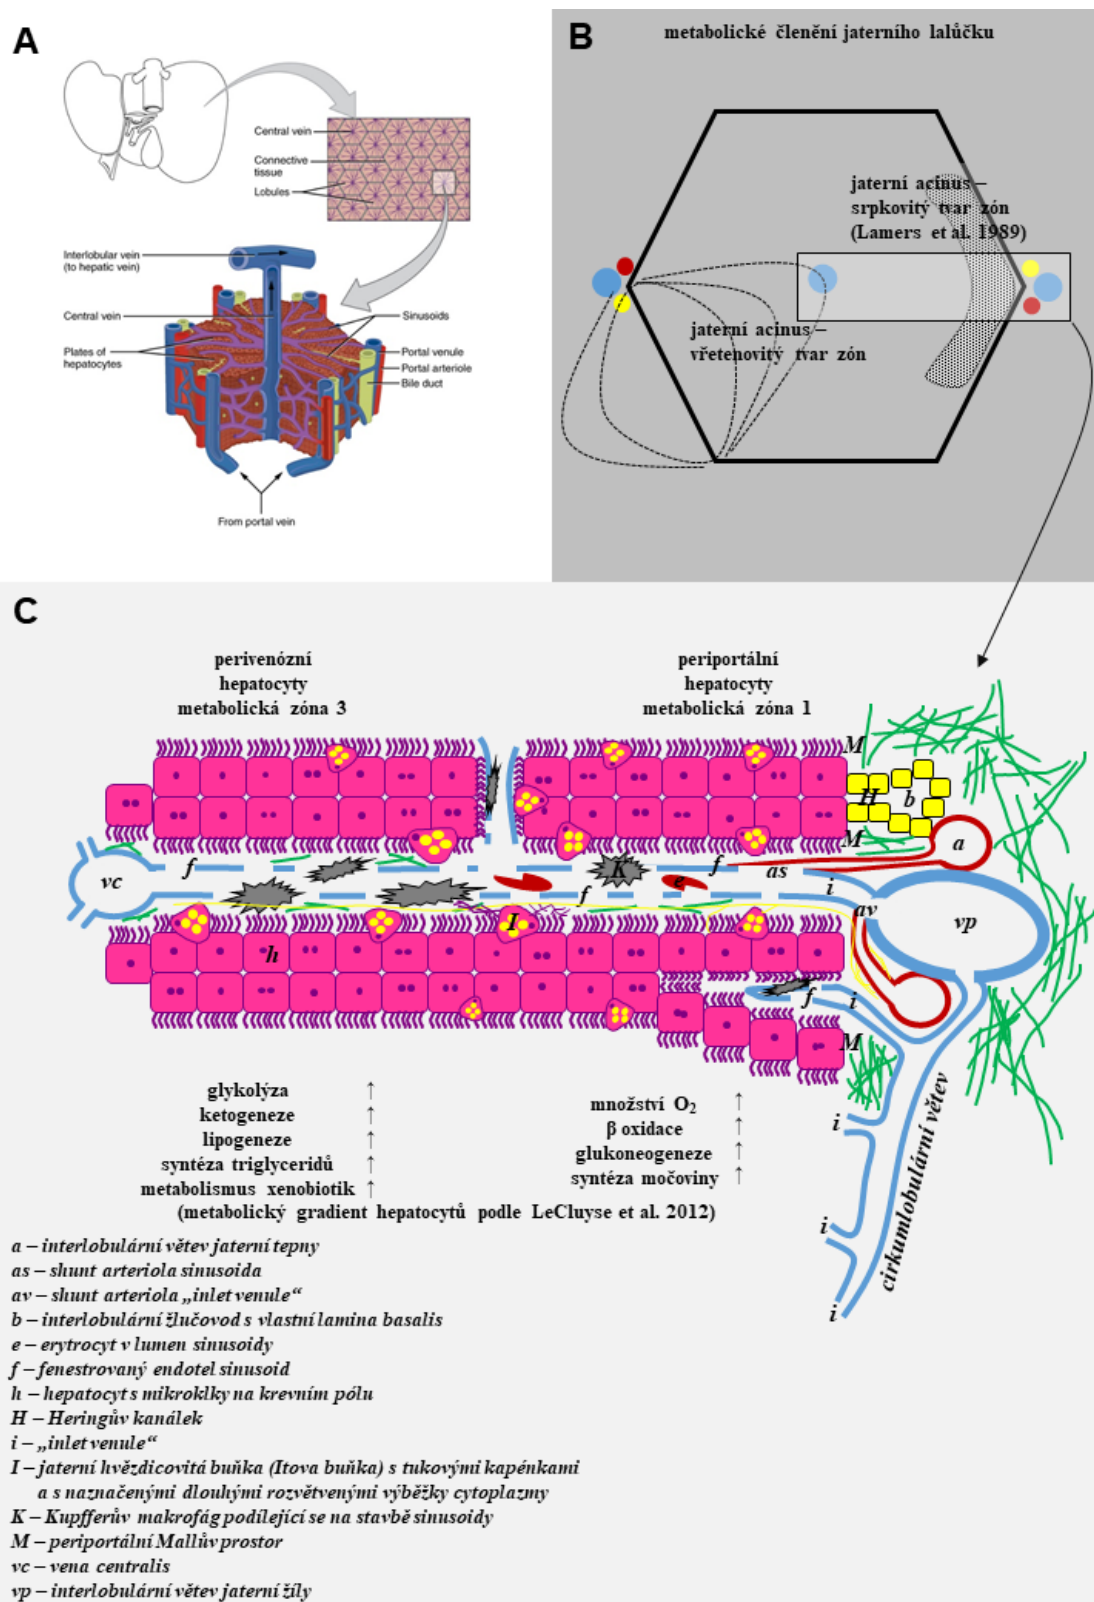 A
Central vein
Connective
tissue
Lobules
Interlobular vein
(to hepatic vein)
Central vein
Plates of
hepatocytes
Sinusoids
Portal venule
Portal arteriole
Bile duct
From portal vein
B
metabolické členění jaterního lalůčku
jaterní acinus –
srpkovitý tvar zón
(Lamers et al. 1989)
jaterní acinus –
vřetenovitý tvar zón
C
perivenózní
hepatocyty
metabolická zóna 3
periportální
hepatocyty
metabolická zóna 1
M
H
b
M
a
vc
f
K
f
as
e
f
i
av
vp
I
h
f
i
M
glykolýza ↑
ketogeneze ↑
lipogeneze ↑
syntéza triglyceridů ↑
metabolismus xenobiotik ↑
množství O₂ ↑
β oxidace ↑
glukoneogeneze ↑
syntéza močoviny ↑
(metabolický gradient hepatocytů podle LeCluyse et al. 2012)
i
i
i
cirkumlobulární větev
a – interlobulární větev jaterní tepny
as – shunt arteriola sinusoida
av – shunt arteriola „inlet venule“
b – interlobulární žlučovod s vlastní lamina basalis
e – erytrocyt v lumen sinusoidy
f – fenestrovaný endotel sinusoid
h – hepatocyt s mikroklky na krevním pólu
H – Heringův kanálek
i – „inlet venule“
I – jaterní hvězdicovitá buňka (Itova buňka) s tukovými kapénkami
a s naznačenými dlouhými rozvětvenými výběžky cytoplazmy
K – Kupfferův makrofág podílející se na stavbě sinusoidy
M – periportální Mallův prostor
vc – vena centralis
vp – interlobulární větev jaterní žíly